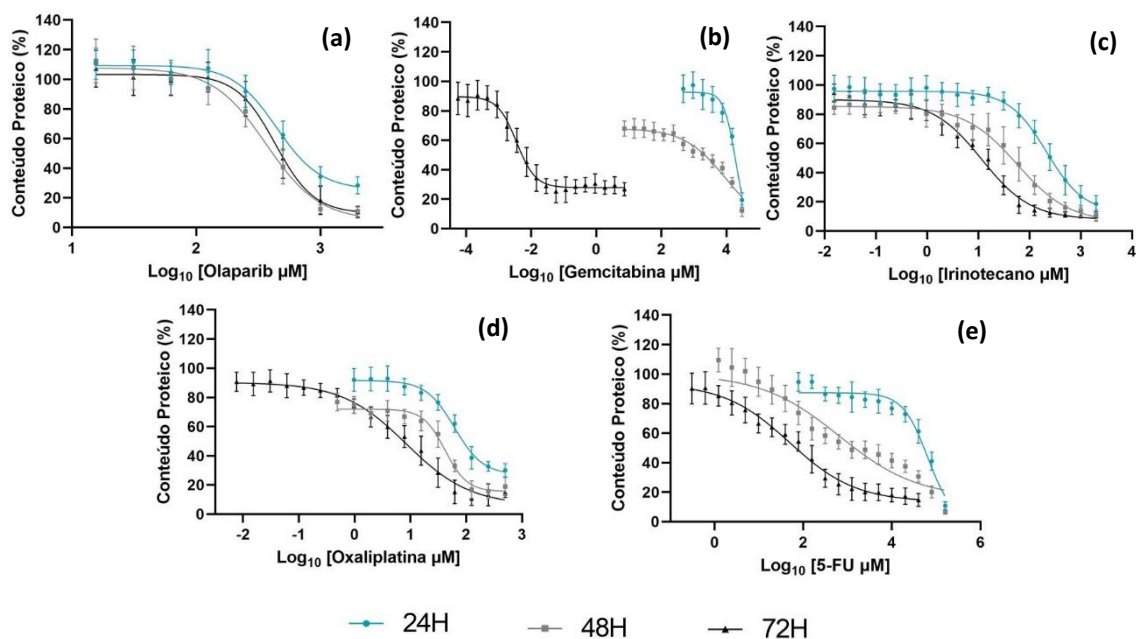 (a)
Conteúdo Proteico (%)
140
120
100
80
60
40
20
0
1 2 3
Log10 [Olaparib µM]
(b)
Conteúdo Proteico (%)
140
120
100
80
60
40
20
0
-4 -2 0 2 4
Log10 [Gemcitabina µM]
(c)
Conteúdo Proteico (%)
140
120
100
80
60
40
20
0
-2 -1 0 1 2 3 4
Log10 [Irinotecano µM]
(d)
Conteúdo Proteico (%)
140
120
100
80
60
40
20
0
-2 -1 0 1 2 3
Log10 [Oxaliplatina µM]
(e)
Conteúdo Proteico (%)
140
120
100
80
60
40
20
0
0 2 4 6
Log10 [5-FU µM]
24H 48H 72H